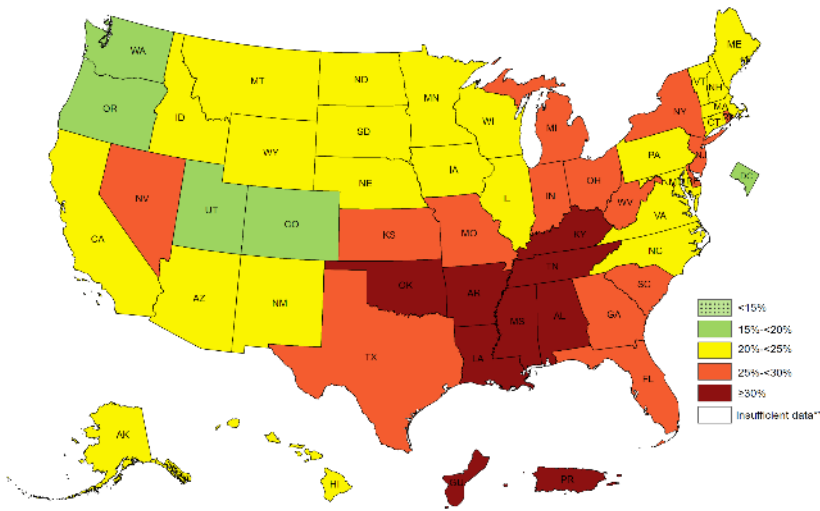 WA
OR
CA
NV
ID
MT
WY
UT
CO
AZ
NM
ND
SD
NE
KS
OK
TX
MN
IA
MO
AR
LA
WI
IL
MI
IN
OH
KY
TN
MS
AL
GA
FL
SC
NC
VA
WV
PA
NY
NJ
DE
CT
MA
VT
NH
ME
DC
AK
HI
GU
PR
<15%
15%-<20%
20%-<25%
25%-<30%
≥30%
Insufficient data*